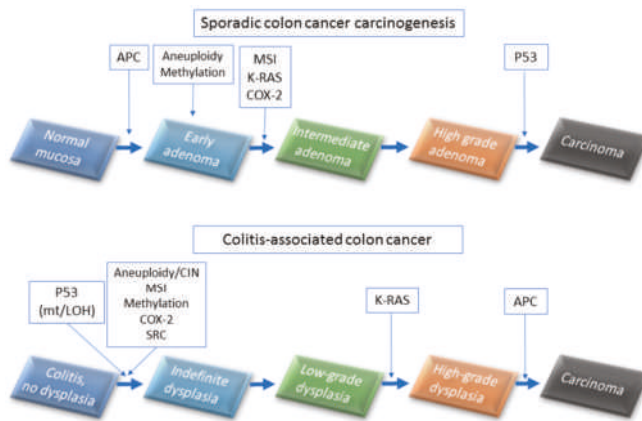 Sporadic colon cancer carcinogenesis
APC
Aneuploidy
Methylation
MSI
K-RAS
COX-2
P53
Normal
mucosa
Early
adenoma
Intermediate
adenoma
High grade
adenoma
Carcinoma
Colitis-associated colon cancer
P53
(mt/LOH)
Aneuploidy/CIN
MSI
Methylation
COX-2
SRC
K-RAS
APC
Colitis,
no dysplasia
Indefinite
dysplasia
Low-grade
dysplasia
High-grade
dysplasia
Carcinoma